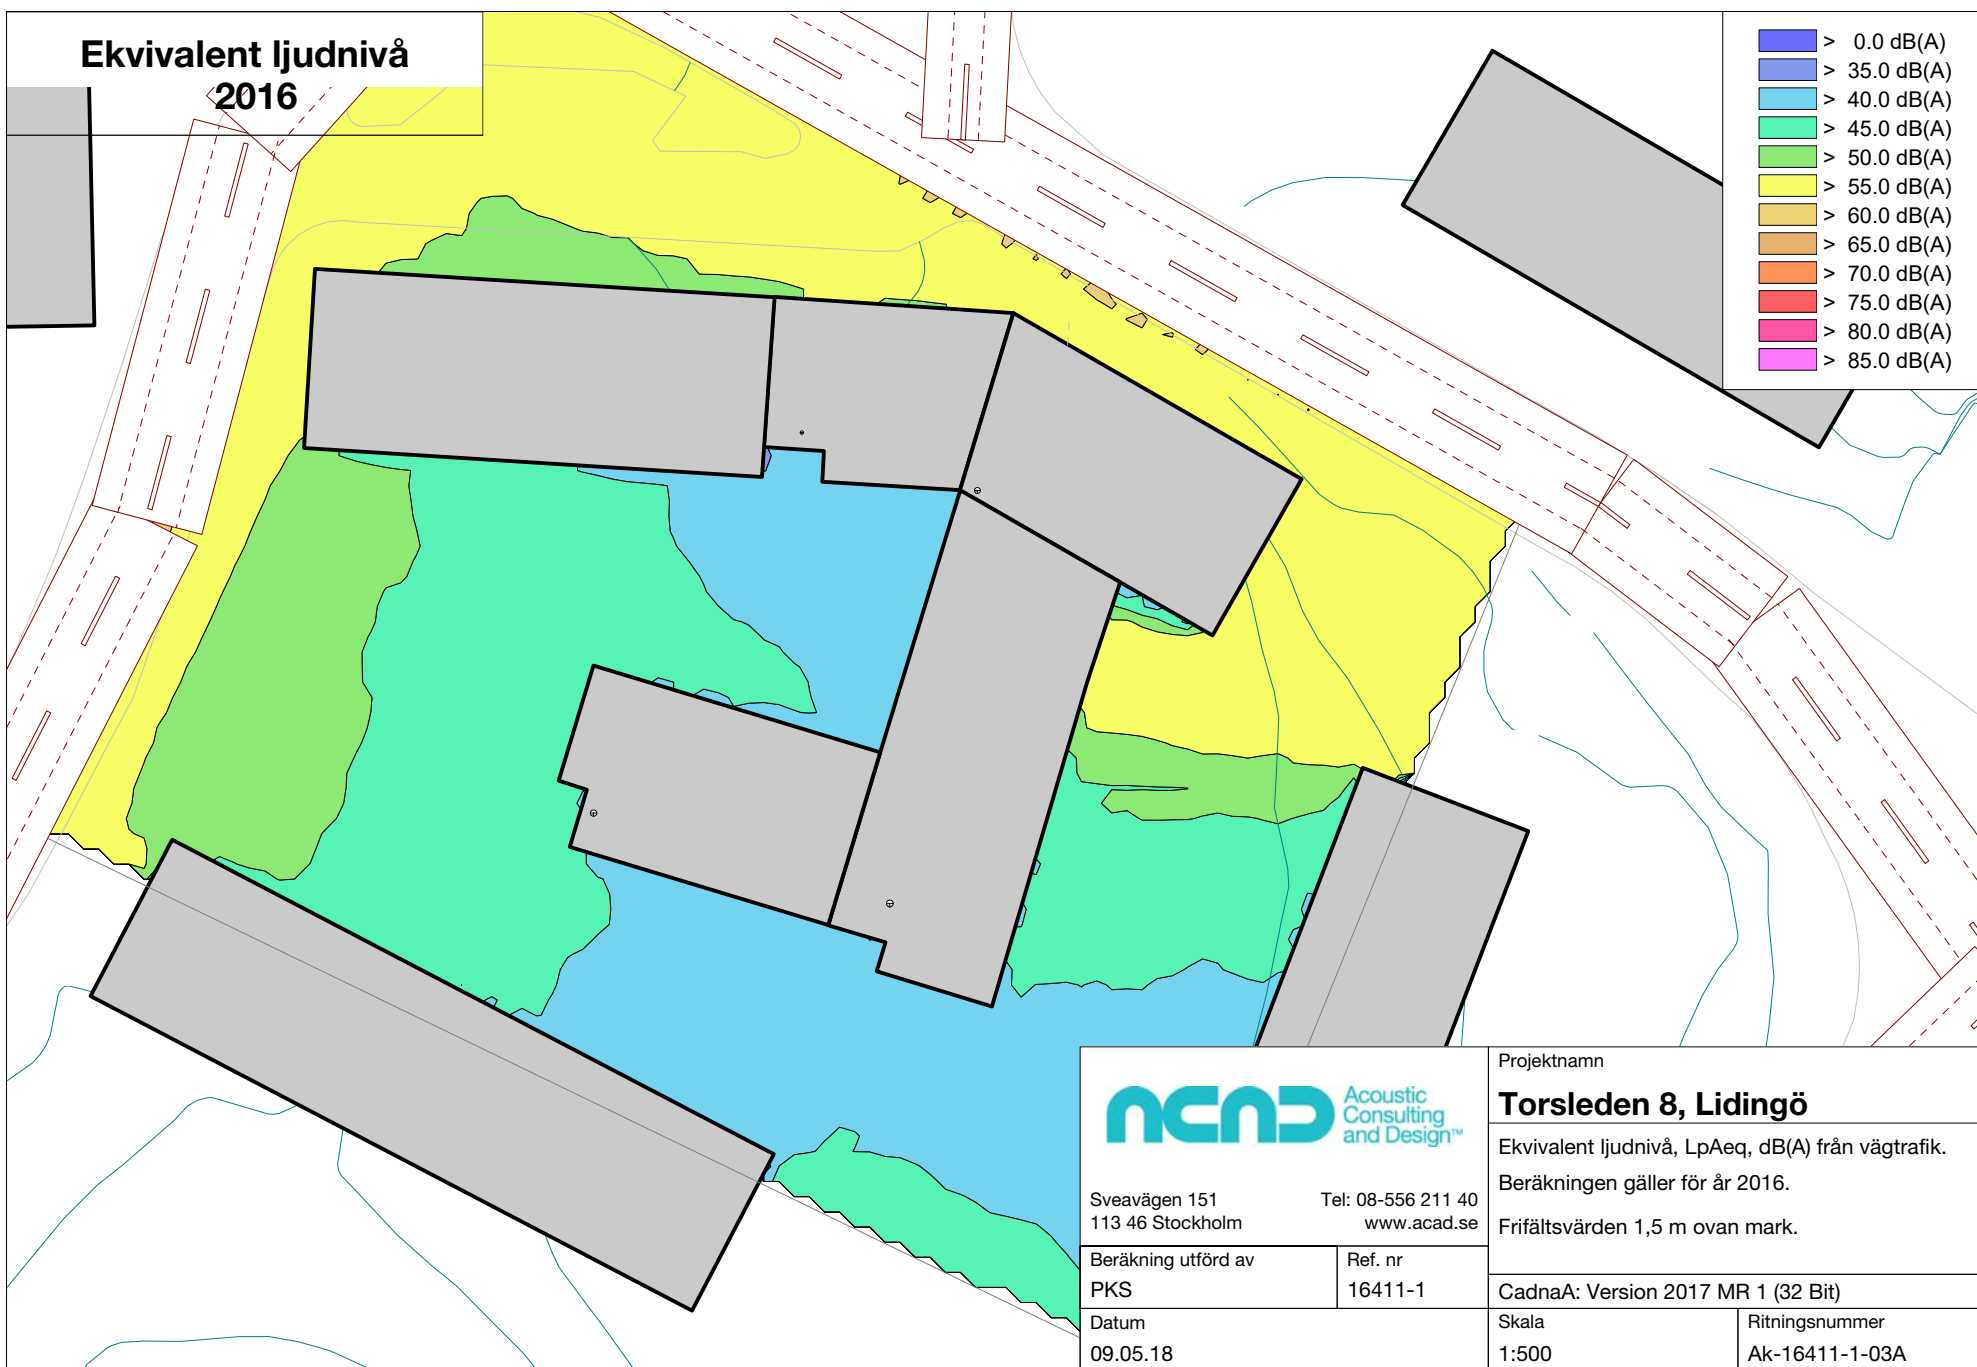 Ekvivalent ljudnivå
2016
> 0.0 dB(A)
> 35.0 dB(A)
> 40.0 dB(A)
> 45.0 dB(A)
> 50.0 dB(A)
> 55.0 dB(A)
> 60.0 dB(A)
> 65.0 dB(A)
> 70.0 dB(A)
> 75.0 dB(A)
> 80.0 dB(A)
> 85.0 dB(A)
ACAD
Acoustic
Consulting
and Design™
Sveavägen 151
113 46 Stockholm
Tel: 08-556 211 40
www.acad.se
Beräkning utförd av
PKS
Ref. nr
16411-1
Datum
09.05.18
Projektnamn
Torsleden 8, Lidingö
Ekvivalent ljudnivå, LpAeq, dB(A) från vägtrafik.
Beräkningen gäller för år 2016.
Frifältsvärden 1,5 m ovan mark.
CadnaA: Version 2017 MR 1 (32 Bit)
Skala
1:500
Ritningsnummer
Ak-16411-1-03A